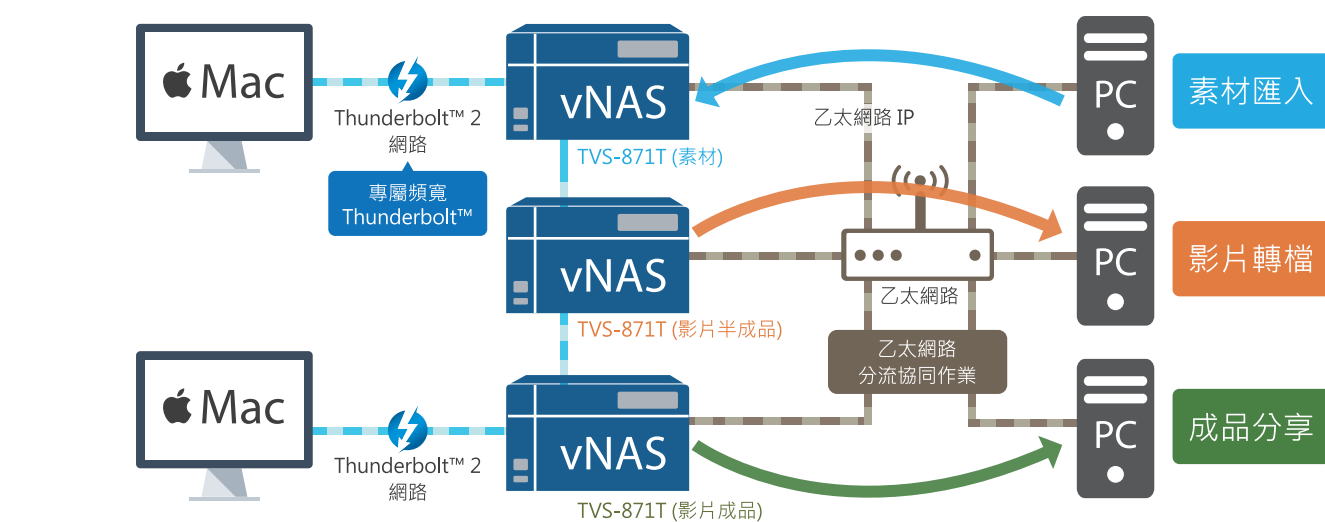 Mac
Thunderbolt™ 2
網路
專屬頻寬
Thunderbolt™
vNAS
TVS-871T (素材)
乙太網路 IP
PC
素材匯入
vNAS
TVS-871T (影片半成品)
乙太網路
乙太網路
分流協同作業
PC
影片轉檔
Mac
Thunderbolt™ 2
網路
vNAS
TVS-871T (影片成品)
PC
成品分享